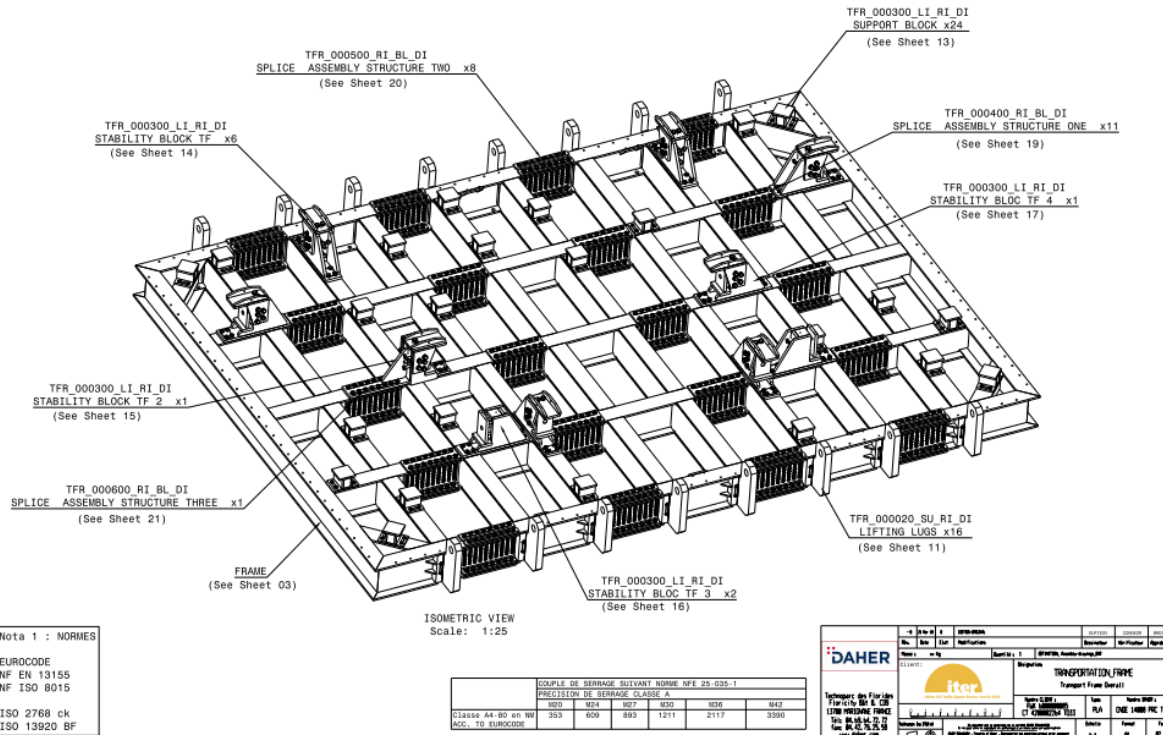 TFR_000300_LI_RI_DI
SUPPORT BLOCK x24
(See Sheet 13)
TFR_000500_RI_BL_DI
SPLICE ASSEMBLY STRUCTURE TWO x8
(See Sheet 20)
TFR_000300_LI_RI_DI
STABILITY BLOCK TF x6
(See Sheet 14)
TFR_000400_RI_BL_DI
SPLICE ASSEMBLY STRUCTURE ONE x11
(See Sheet 19)
TFR_000300_LI_RI_DI
STABILITY BLOC TF 4 x1
(See Sheet 17)
TFR_000300_LI_RI_DI
STABILITY BLOCK TF 2 x1
(See Sheet 15)
TFR_000600_RI_BL_DI
SPLICE ASSEMBLY STRUCTURE THREE x1
(See Sheet 21)
FRAME
(See Sheet 03)
TFR_000020_SU_RI_DI
LIFTING LUGS x16
(See Sheet 11)
TFR_000300_LI_RI_DI
STABILITY BLOC TF 3 x2
(See Sheet 16)
ISOMETRIC VIEW
Scale: 1:25
Nota 1 : NORMES
EUROCODE
NF EN 13155
NF ISO 8015
ISO 2768 ck
ISO 13920 BF
COUPLE DE SERRAGE SUIVANT NORME NFE 25-035-1
PRECISION DE SERRAGE CLASSE A
M20 M24 M27 M30 M36 M42
Classe A4-80 en NM 353 609 893 1211 2117 3390
ACC. TO EUROCODE
DAHER
Technoparc des Florides
13700 MARIGNANE FRANCE
Client:
iter
TRANSPORTATION_FRAME
Transport Frame Overall
PLA